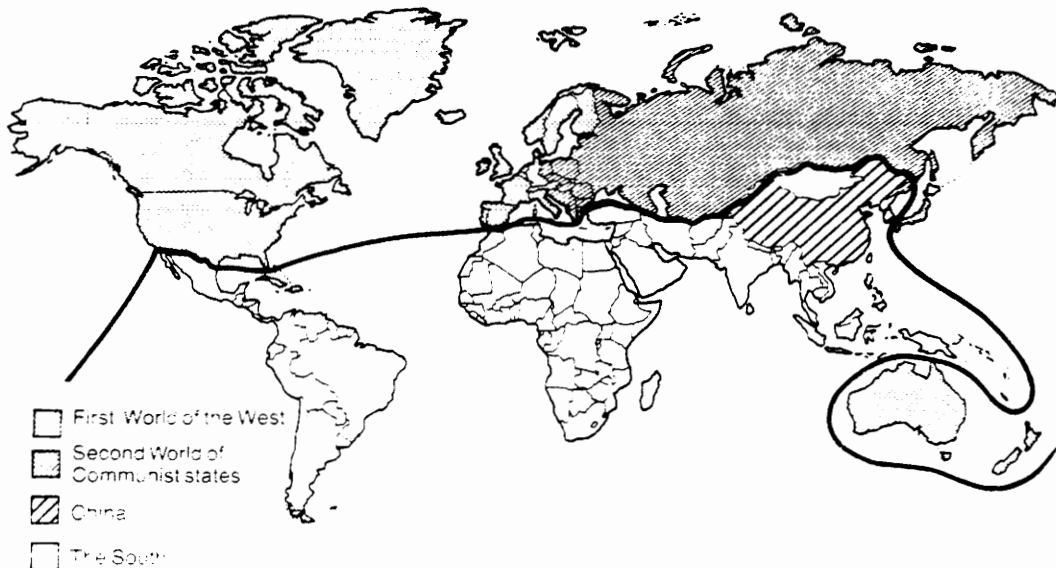 First World of the West
Second World of
Communist states
China
The South